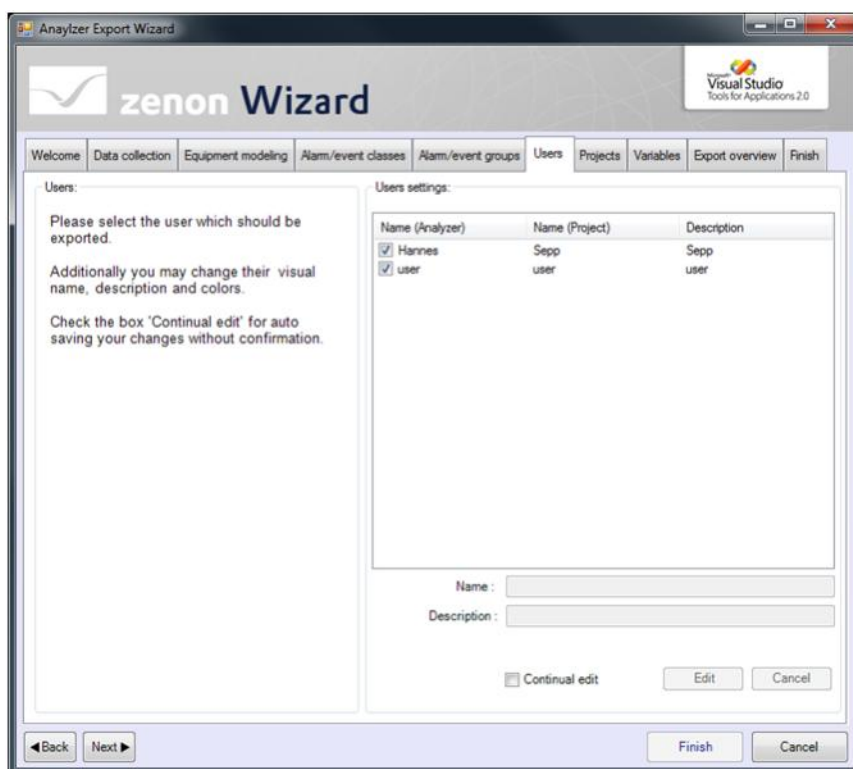 Anaylzer Export Wizard
zenon Wizard
Microsoft
Visual Studio
Tools for Applications 2.0
Welcome Data collection Equipment modeling Alarm/event classes Alarm/event groups Users Projects Variables Export overview Finish
Users:
Please select the user which should be
exported.
Additionally you may change their visual
name, description and colors.
Check the box 'Continual edit' for auto
saving your changes without confirmation.
Users settings:
Name (Analyzer) Name (Project) Description
Hannes Sepp Sepp
user user user
Name :
Description :
Continual edit Edit Cancel
Back Next Finish Cancel